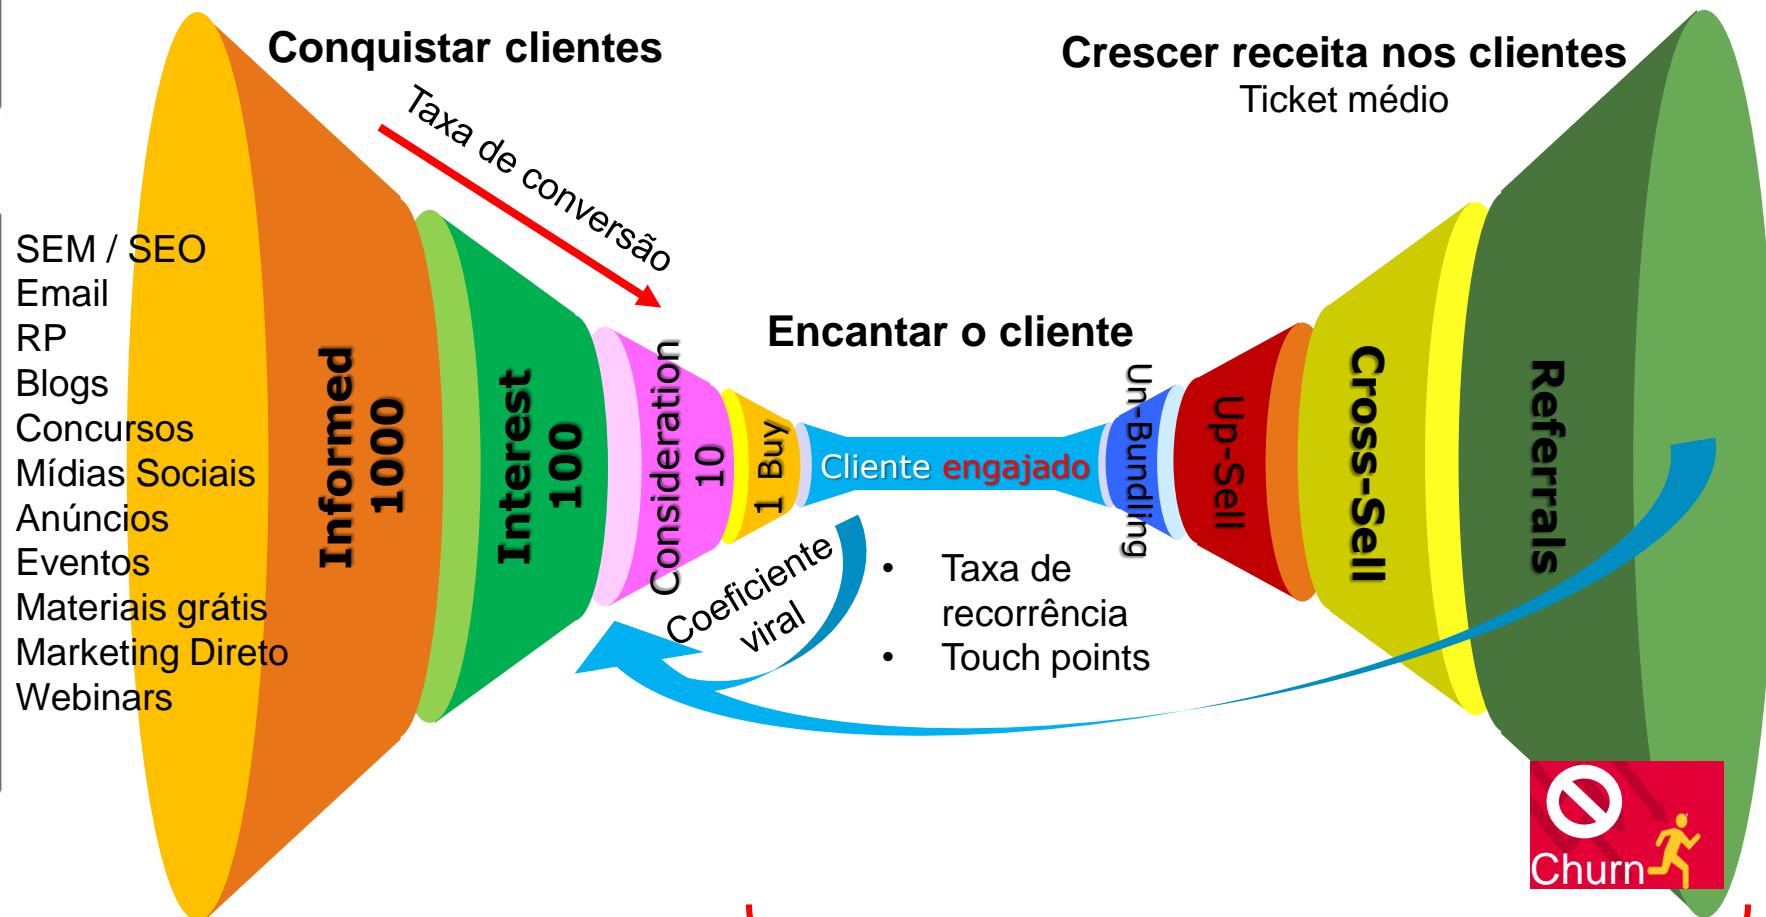 Conquistar clientes
Crescer receita nos clientes
Ticket médio
Taxa de conversão
SEM / SEO
Email
RP
Blogs
Concursos
Mídias Sociais
Anúncios
Eventos
Materiais grátis
Marketing Direto
Webinars
Informed
1000
Interest
100
Consideration
10
1 Buy
Encantar o cliente
Cliente engajado
Un-Bundling
Up-Sell
Cross-Sell
Referrals
Coeficiente
viral
• Taxa de
recorrência
• Touch points
Churn